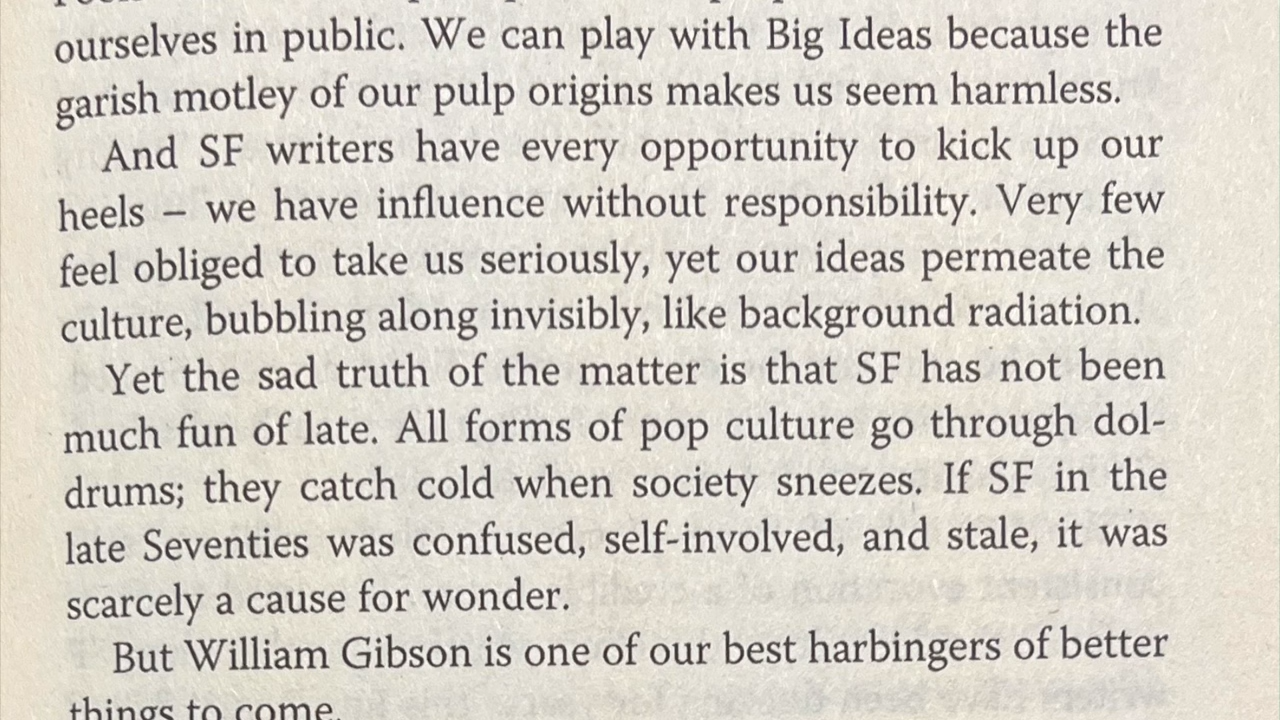 ourselves in public. We can play with Big Ideas because the
garish motley of our pulp origins makes us seem harmless.
And SF writers have every opportunity to kick up our
heels – we have influence without responsibility. Very few
feel obliged to take us seriously, yet our ideas permeate the
culture, bubbling along invisibly, like background radiation.
Yet the sad truth of the matter is that SF has not been
much fun of late. All forms of pop culture go through dol-
drums; they catch cold when society sneezes. If SF in the
late Seventies was confused, self-involved, and stale, it was
scarcely a cause for wonder.
But William Gibson is one of our best harbingers of better
things to come.